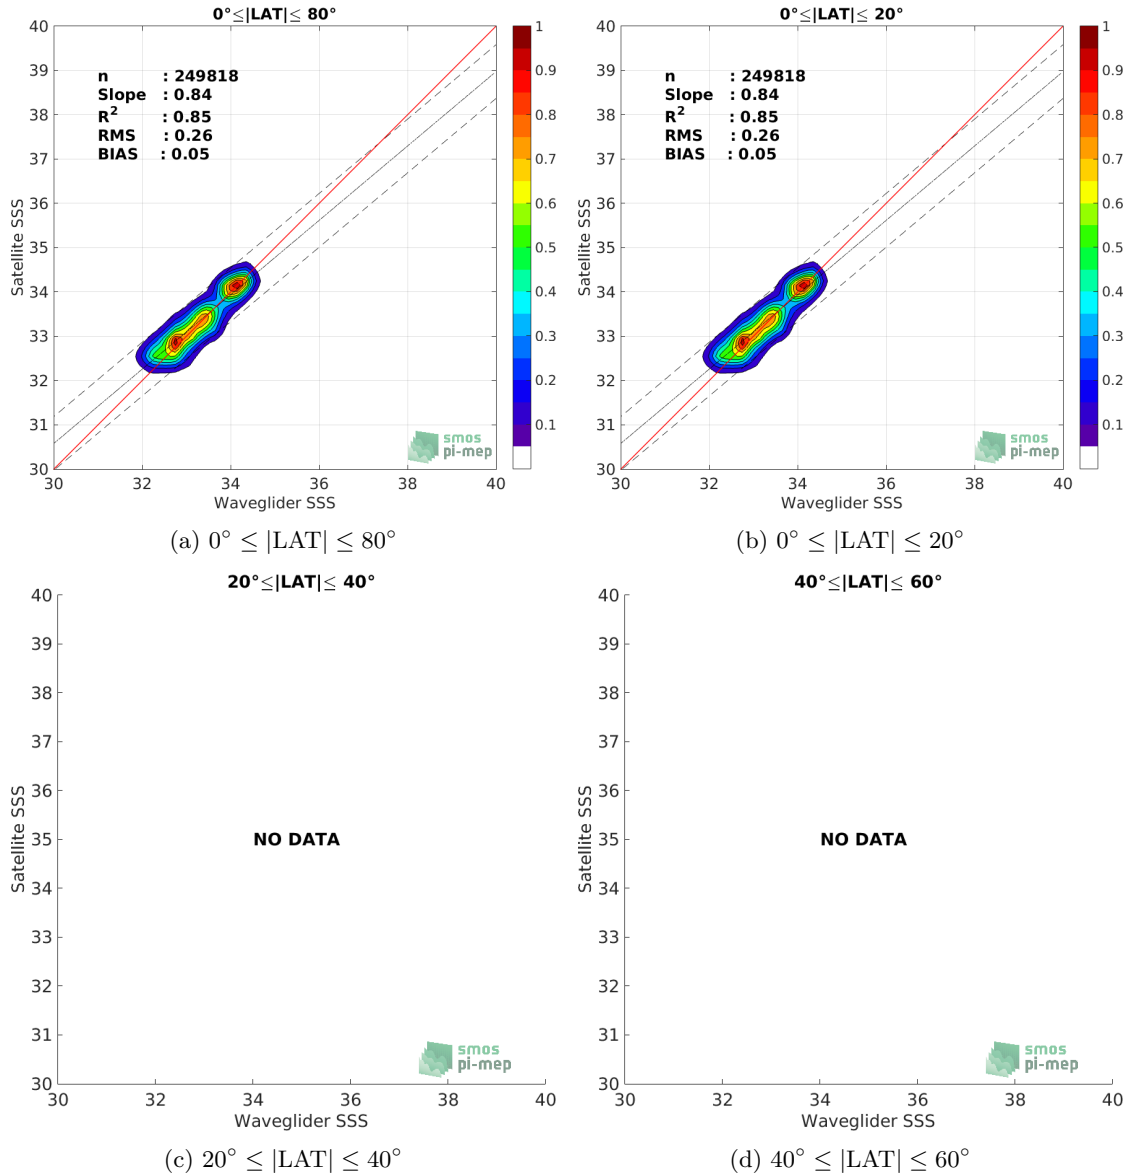 0°≤|LAT|≤ 80°
40
39
38
37
36
35
34
33
32
31
30
Satellite SSS
n : 249818
Slope : 0.84
R² : 0.85
RMS : 0.26
BIAS : 0.05
smos
pi-mep
30 32 34 36 38 40
Waveglider SSS
1
0.9
0.8
0.7
0.6
0.5
0.4
0.3
0.2
0.1
(a) 0° ≤ |LAT| ≤ 80°
0°≤|LAT|≤ 20°
40
39
38
37
36
35
34
33
32
31
30
Satellite SSS
n : 249818
Slope : 0.84
R² : 0.85
RMS : 0.26
BIAS : 0.05
smos
pi-mep
30 32 34 36 38 40
Waveglider SSS
1
0.9
0.8
0.7
0.6
0.5
0.4
0.3
0.2
0.1
(b) 0° ≤ |LAT| ≤ 20°
20°≤|LAT|≤ 40°
40
39
38
37
36
35
34
33
32
31
30
Satellite SSS
NO DATA
smos
pi-mep
30 32 34 36 38 40
Waveglider SSS
(c) 20° ≤ |LAT| ≤ 40°
40°≤|LAT|≤ 60°
40
39
38
37
36
35
34
33
32
31
30
Satellite SSS
NO DATA
smos
pi-mep
30 32 34 36 38 40
Waveglider SSS
(d) 40° ≤ |LAT| ≤ 60°